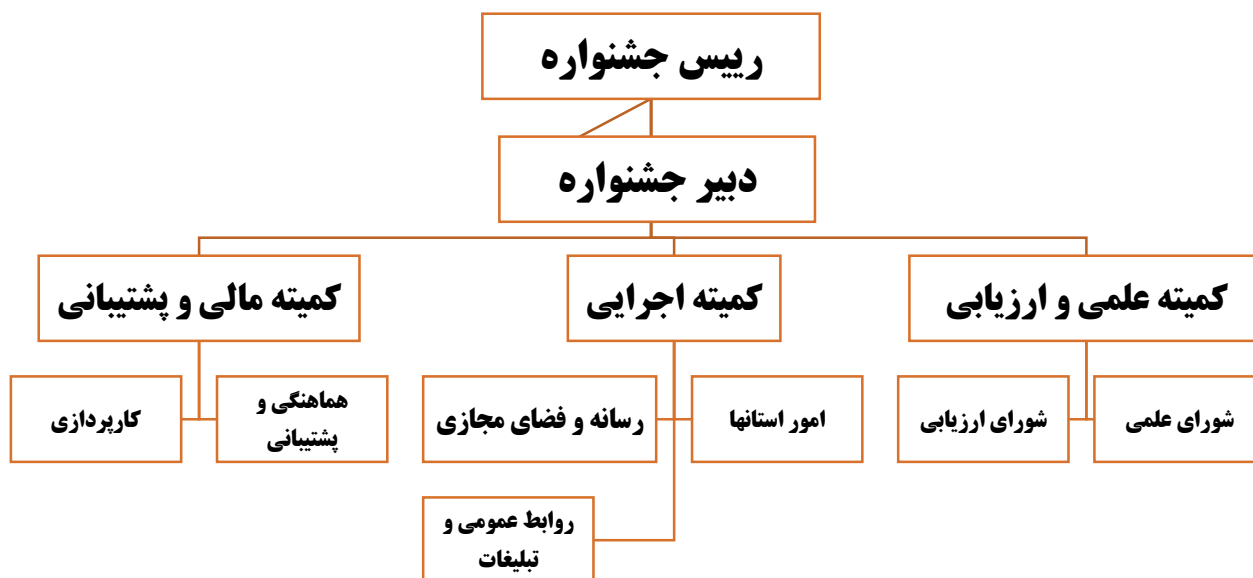 رییس جشنواره
دبیر جشنواره
کمیته علمی و ارزیابی
کمیته اجرایی
کمیته مالی و پشتیبانی
شورای علمی
شورای ارزیابی
امور استانها
رسانه و فضای مجازی
هماهنگی و
پشتیبانی
کارپردازی
روابط عمومی و
تبلیغات